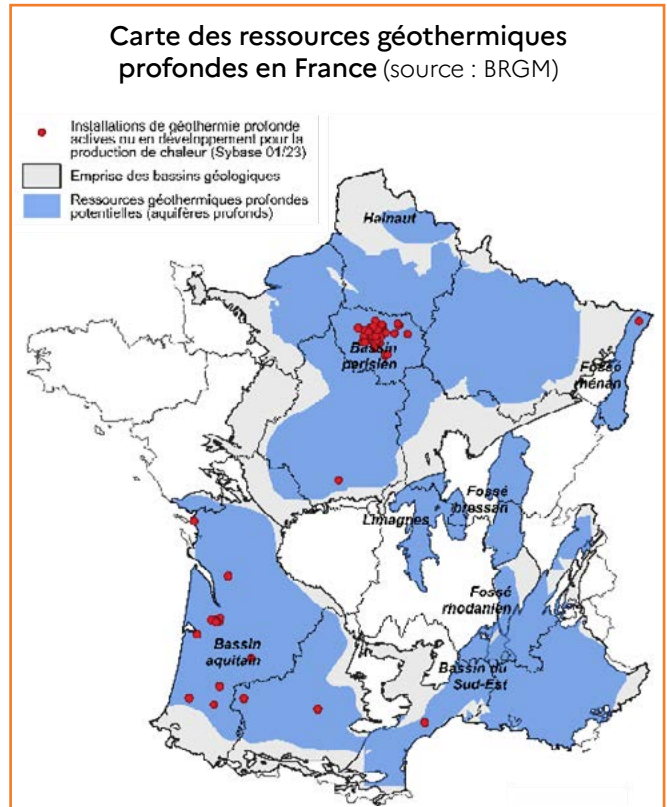 Carte des ressources géothermiques
profondes en France (source : BRGM)
Installations de géothermie profonde
actives ou en développement pour la
production de chaleur (Sybase 01/23)
Emprise des bassins géologiques
Ressources géothermiques profondes
potentielles (aquifères profonds)
Hainaut
Bassin
parisien
Fossé
rhénan
Fossé
bressan
Limagnes
Fossé
rhodanien
Bassin
aquitain
Bassin du
Sud-Est